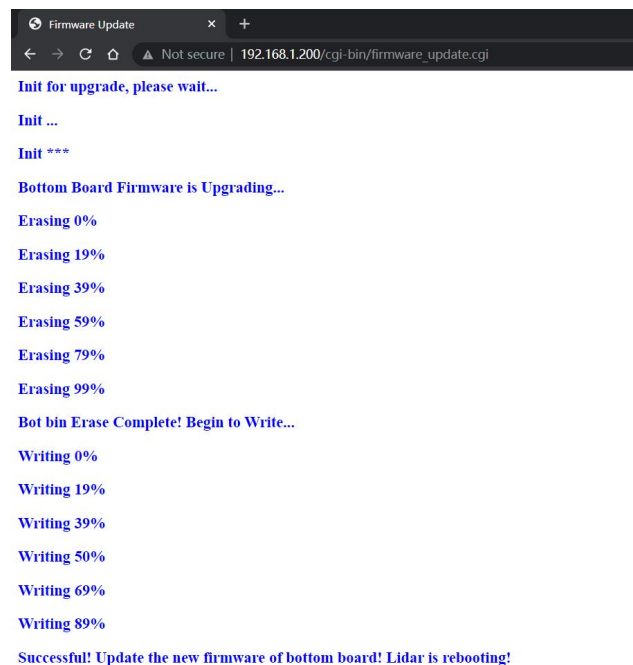 Firmware Update
Not secure | 192.168.1.200/cgi-bin/firmware_update.cgi
Init for upgrade, please wait...
Init ...
Init ***
Bottom Board Firmware is Upgrading...
Erasing 0%
Erasing 19%
Erasing 39%
Erasing 59%
Erasing 79%
Erasing 99%
Bot bin Erase Complete! Begin to Write...
Writing 0%
Writing 19%
Writing 39%
Writing 50%
Writing 69%
Writing 89%
Successful! Update the new firmware of bottom board! Lidar is rebooting!